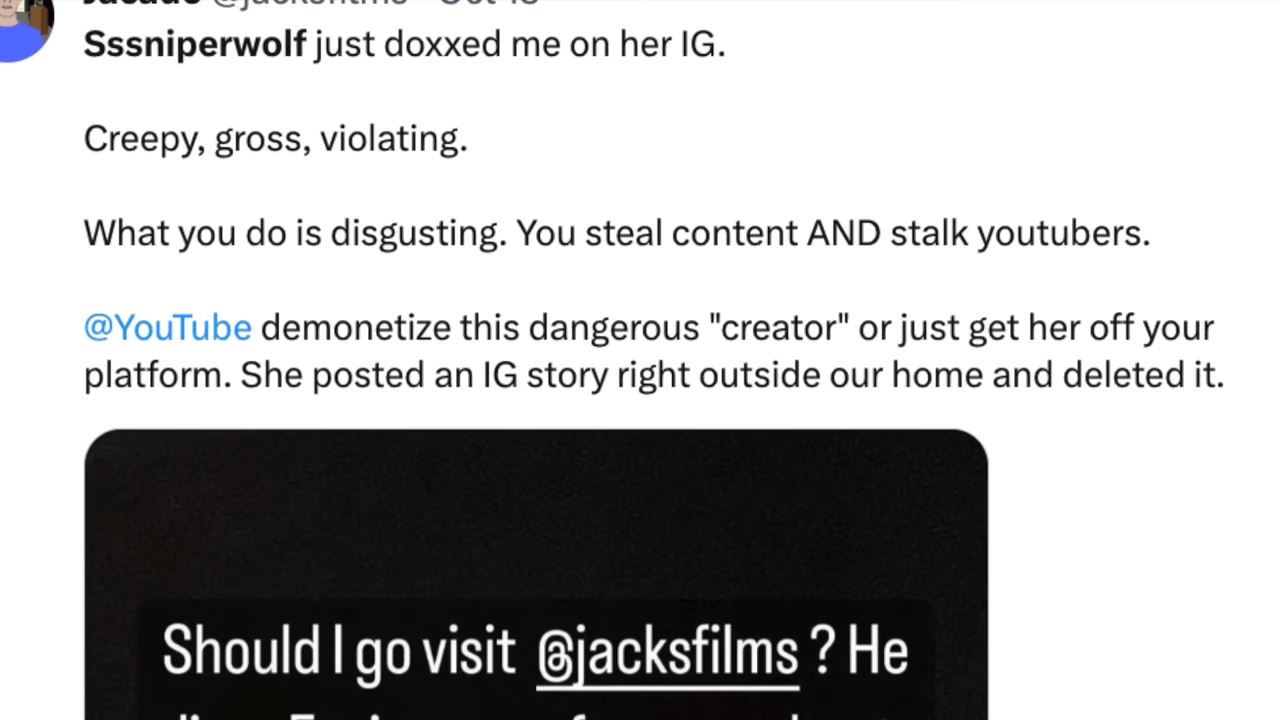 @jacksfilms
Sssniperwolf just doxxed me on her IG.
Creepy, gross, violating.
What you do is disgusting. You steal content AND stalk youtubers.
@YouTube demonetize this dangerous "creator" or just get her off your
platform. She posted an IG story right outside our home and deleted it.
Should I go visit @jacksfilms ? He